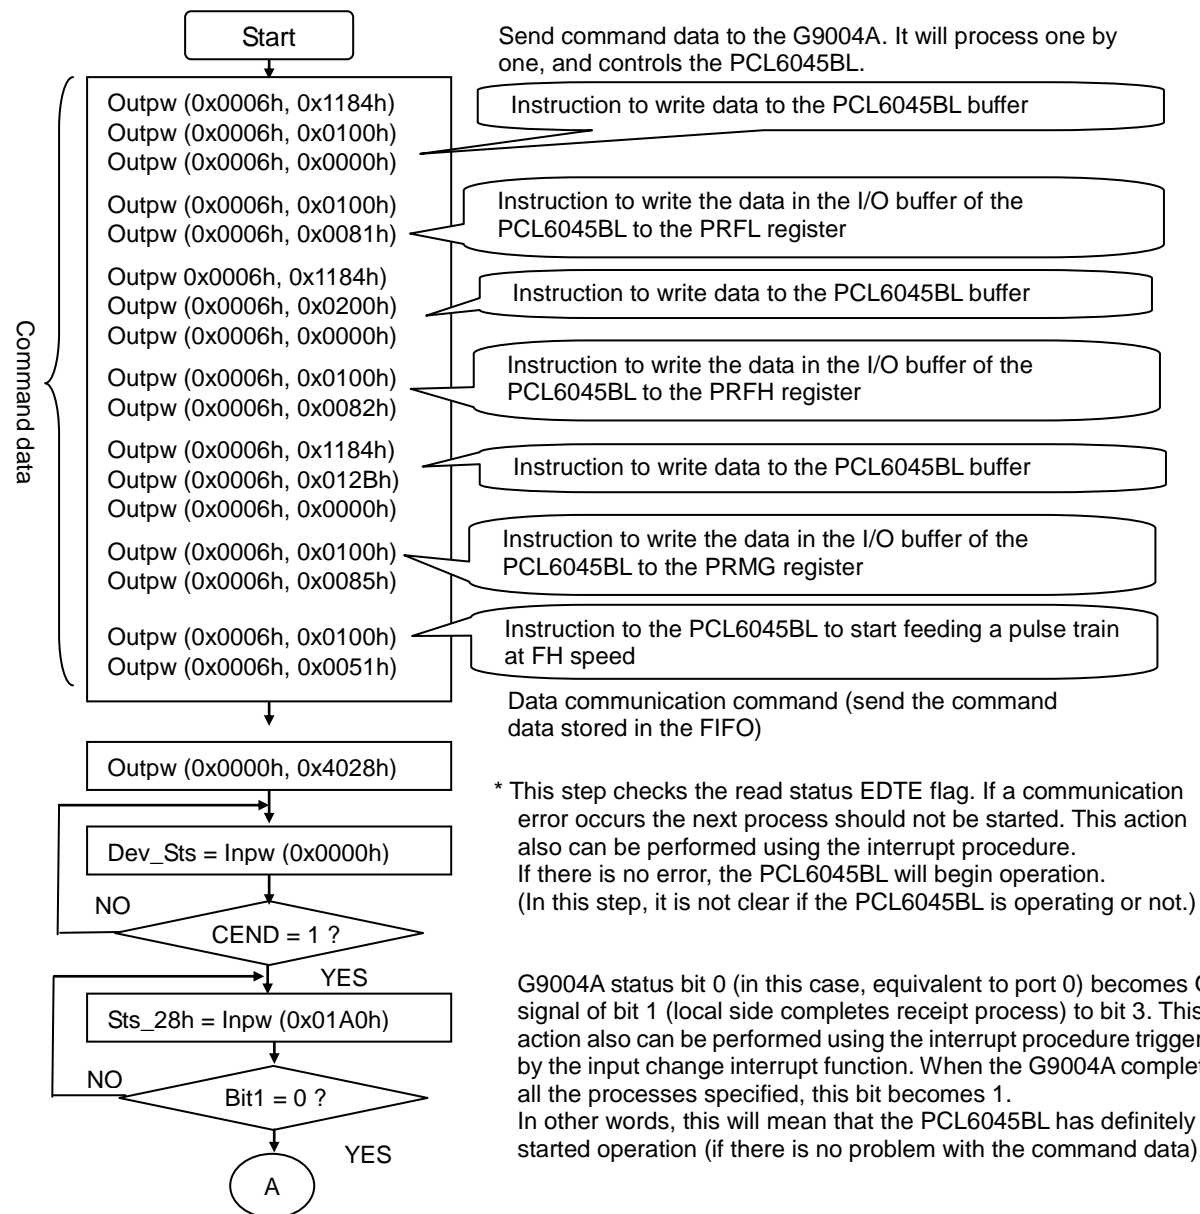 Start
Send command data to the G9004A. It will process one by
one, and controls the PCL6045BL.
Command data
Outpw (0x0006h, 0x1184h)
Outpw (0x0006h, 0x0100h)
Outpw (0x0006h, 0x0000h)
Instruction to write data to the PCL6045BL buffer
Outpw (0x0006h, 0x0100h)
Outpw (0x0006h, 0x0081h)
Instruction to write the data in the I/O buffer of the
PCL6045BL to the PRFL register
Outpw 0x0006h, 0x1184h)
Outpw (0x0006h, 0x0200h)
Outpw (0x0006h, 0x0000h)
Instruction to write data to the PCL6045BL buffer
Outpw (0x0006h, 0x0100h)
Outpw (0x0006h, 0x0082h)
Instruction to write the data in the I/O buffer of the
PCL6045BL to the PRFH register
Outpw (0x0006h, 0x1184h)
Outpw (0x0006h, 0x012Bh)
Outpw (0x0006h, 0x0000h)
Instruction to write data to the PCL6045BL buffer
Outpw (0x0006h, 0x0100h)
Outpw (0x0006h, 0x0085h)
Instruction to write the data in the I/O buffer of the
PCL6045BL to the PRMG register
Outpw (0x0006h, 0x0100h)
Outpw (0x0006h, 0x0051h)
Instruction to the PCL6045BL to start feeding a pulse train
at FH speed
Data communication command (send the command
data stored in the FIFO)
Outpw (0x0000h, 0x4028h)
* This step checks the read status EDTE flag. If a communication
error occurs the next process should not be started. This action
also can be performed using the interrupt procedure.
If there is no error, the PCL6045BL will begin operation.
(In this step, it is not clear if the PCL6045BL is operating or not.)
Dev_Sts = Inpw (0x0000h)
NO
CEND = 1 ?
YES
G9004A status bit 0 (in this case, equivalent to port 0) becomes
signal of bit 1 (local side completes receipt process) to bit 3. This
action also can be performed using the interrupt procedure trigger
by the input change interrupt function. When the G9004A complet
all the processes specified, this bit becomes 1.
In other words, this will mean that the PCL6045BL has definitely
started operation (if there is no problem with the command data)
Sts_28h = Inpw (0x01A0h)
NO
Bit1 = 0 ?
YES
A